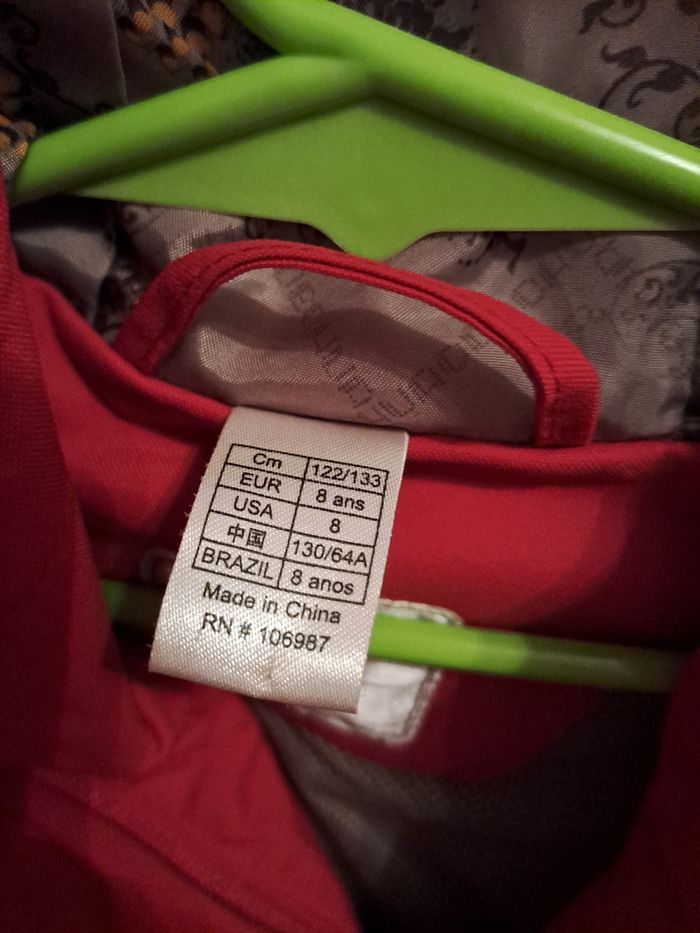 Cm 122/133
EUR 8 ans
USA 8
中国 130/64A
BRAZIL 8 anos
Made in China
RN # 106987